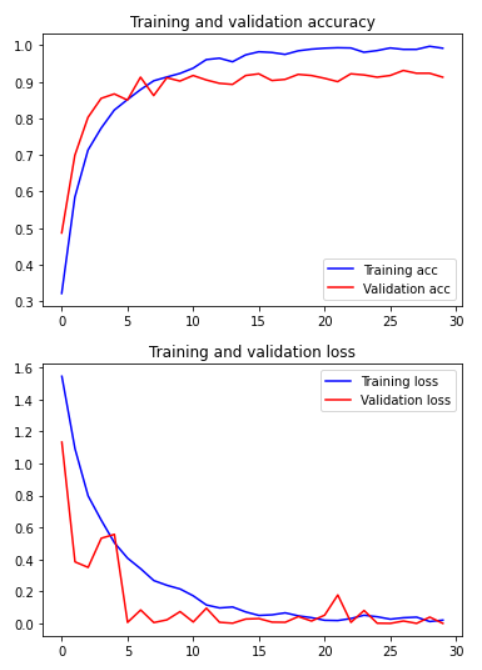 Training and validation accuracy
1.0
0.9
0.8
0.7
0.6
0.5
0.4
0.3
Training acc
Validation acc
0 5 10 15 20 25 30
Training and validation loss
1.6
1.4
1.2
1.0
0.8
0.6
0.4
0.2
0.0
Training loss
Validation loss
0 5 10 15 20 25 30